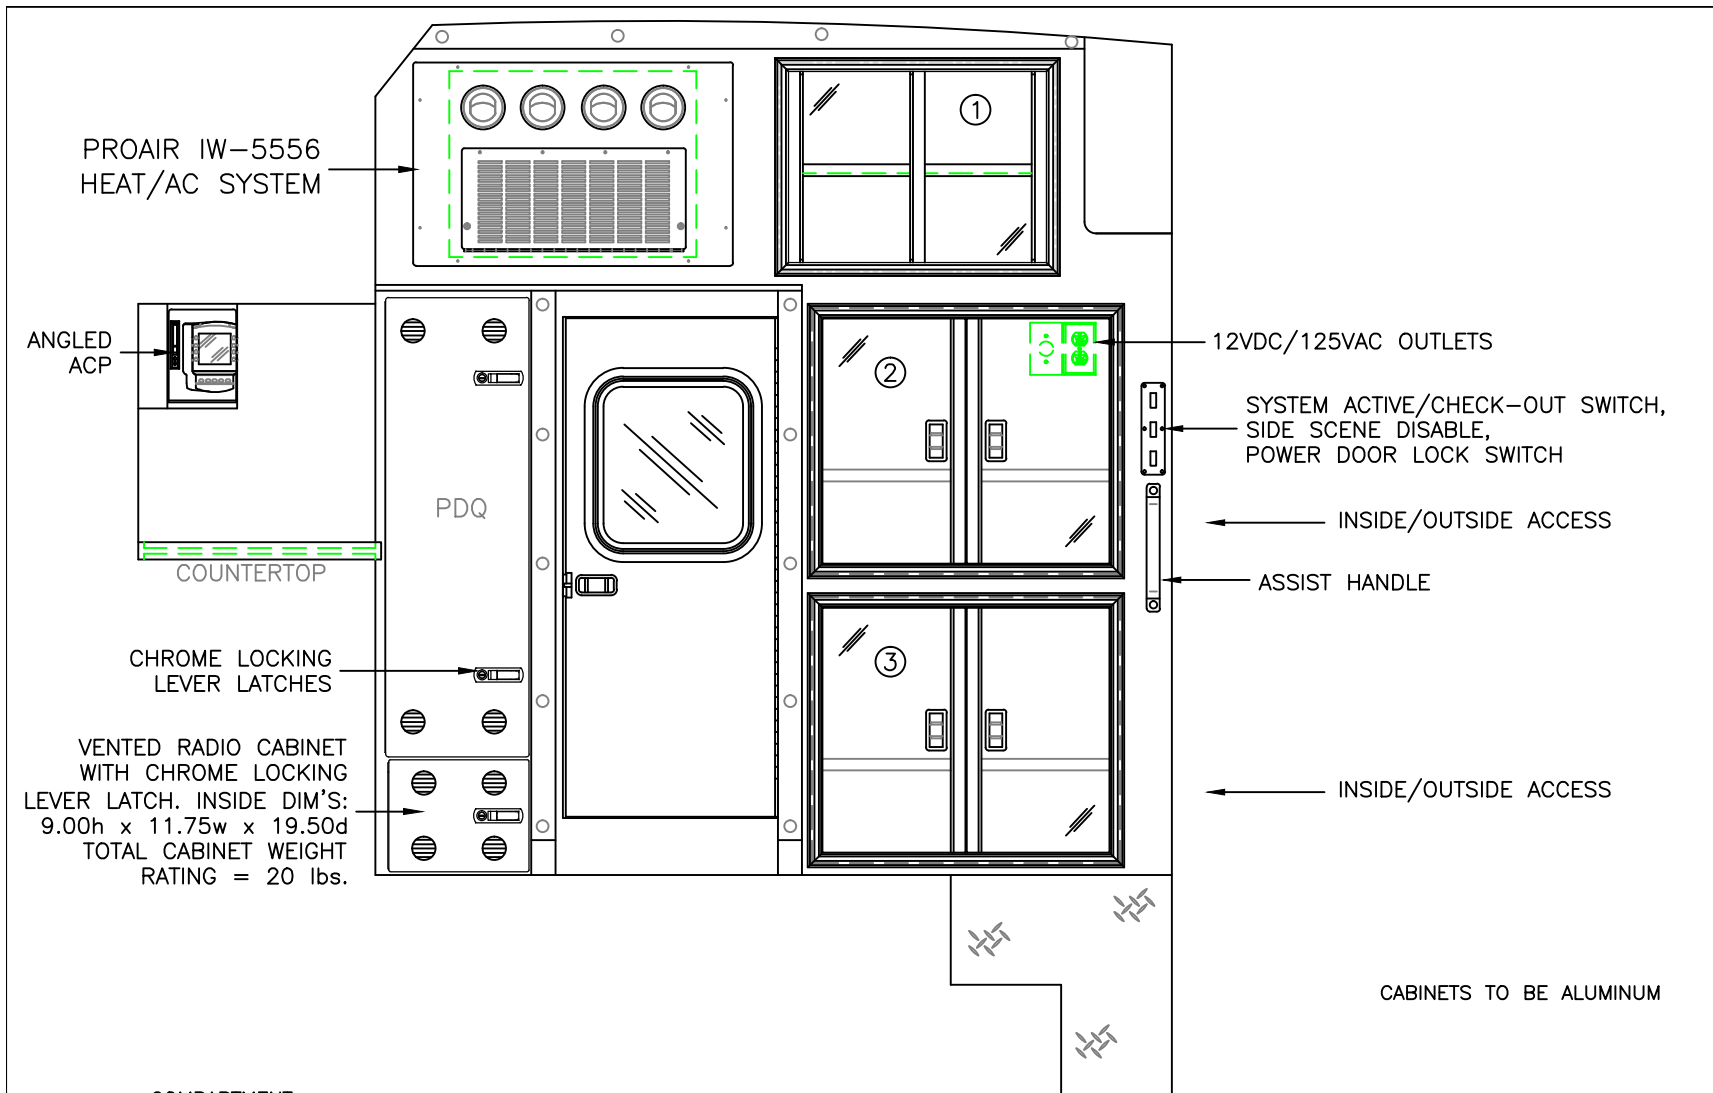 PROAIR IW-5556
HEAT/AC SYSTEM
1
ANGLED
ACP
2
12VDC/125VAC OUTLETS
SYSTEM ACTIVE/CHECK-OUT SWITCH,
SIDE SCENE DISABLE,
POWER DOOR LOCK SWITCH
PDQ
INSIDE/OUTSIDE ACCESS
COUNTERTOP
ASSIST HANDLE
CHROME LOCKING
LEVER LATCHES
3
VENTED RADIO CABINET
WITH CHROME LOCKING
LEVER LATCH. INSIDE DIM'S:
9.00h x 11.75w x 19.50d
TOTAL CABINET WEIGHT
RATING = 20 lbs.
INSIDE/OUTSIDE ACCESS
CABINETS TO BE ALUMINUM
COMPARTMENT